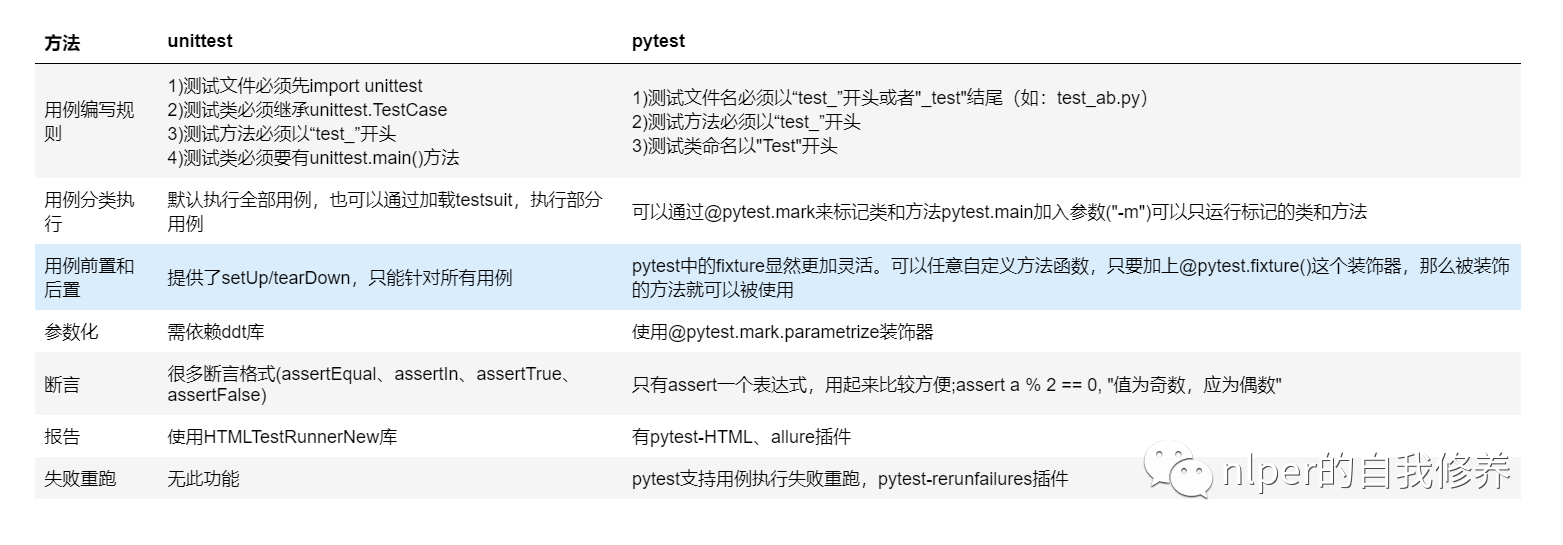 方法 unittest pytest
用例编写规
则
1)测试文件必须先import unittest
2)测试类必须继承unittest.TestCase
3)测试方法必须以“test_”开头
4)测试类必须要有unittest.main()方法
1)测试文件名必须以“test_”开头或者"_test"结尾（如：test_ab.py）
2)测试方法必须以“test_”开头
3)测试类命名以"Test"开头
用例分类执
行
默认执行全部用例，也可以通过加载testsuit，执行部分
用例
可以通过@pytest.mark来标记类和方法pytest.main加入参数("-m")可以只运行标记的类和方法
用例前置和
后置
提供了setUp/tearDown，只能针对所有用例
pytest中的fixture显然更加灵活。可以任意自定义方法函数，只要加上@pytest.fixture()这个装饰器，那么被装饰
的方法就可以被使用
参数化 需依赖ddt库 使用@pytest.mark.parametrize装饰器
断言
很多断言格式(assertEqual、assertIn、assertTrue、
assertFalse)
只有assert一个表达式，用起来比较方便;assert a % 2 == 0, "值为奇数，应为偶数"
报告 使用HTMLTestRunnerNew库 有pytest-HTML、allure插件
失败重跑 无此功能 pytest支持用例执行失败重跑，pytest-rerunfailures插件
nlper的自我修养